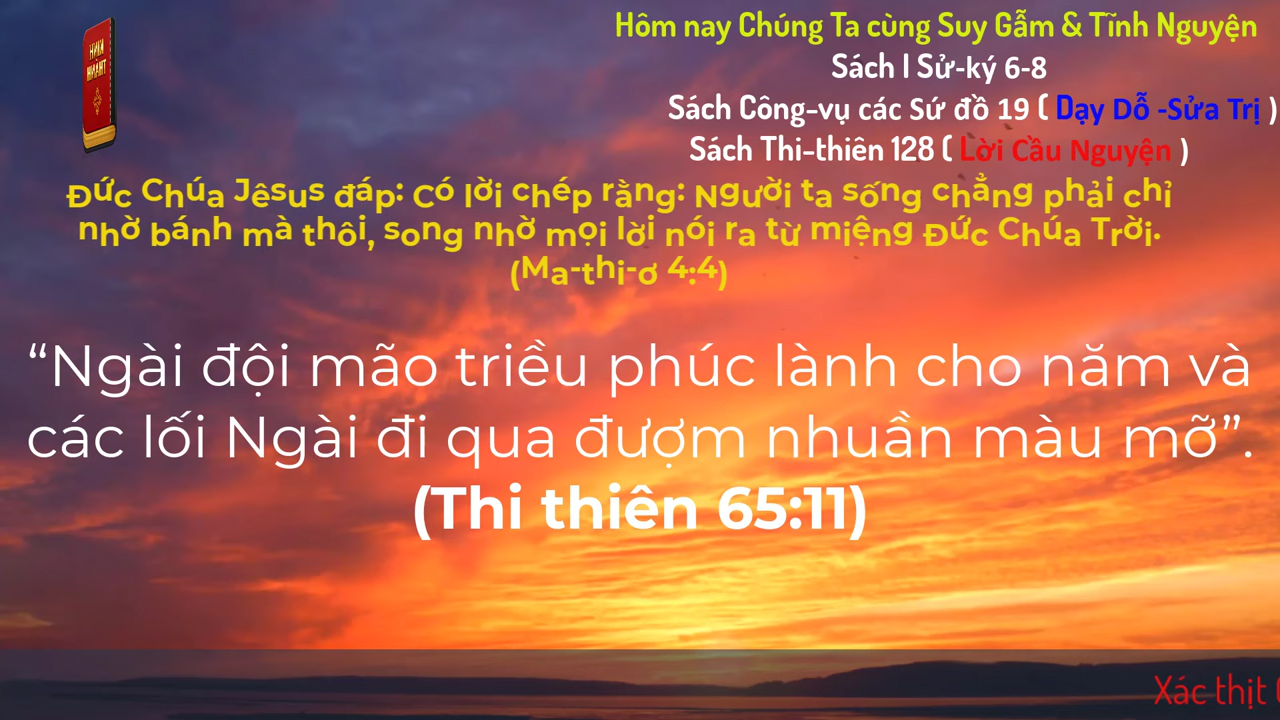 KINH
THÁNH
Hôm nay Chúng Ta cùng Suy Gẫm & Tĩnh Nguyện
Sách I Sử-ký 6-8
Sách Công-vụ các Sứ đồ 19 ( Dạy Dỗ -Sửa Trị )
Sách Thi-thiên 128 ( Lời Cầu Nguyện )
Đức Chúa Jêsus đáp: Có lời chép rằng: Người ta sống chẳng phải chỉ
nhờ bánh mà thôi, song nhờ mọi lời nói ra từ miệng Đức Chúa Trời.
(Ma-thi-ơ 4:4)
“Ngài đội mão triều phúc lành cho năm và
các lối Ngài đi qua đượm nhuần màu mỡ”.
(Thi thiên 65:11)
Xác thịt